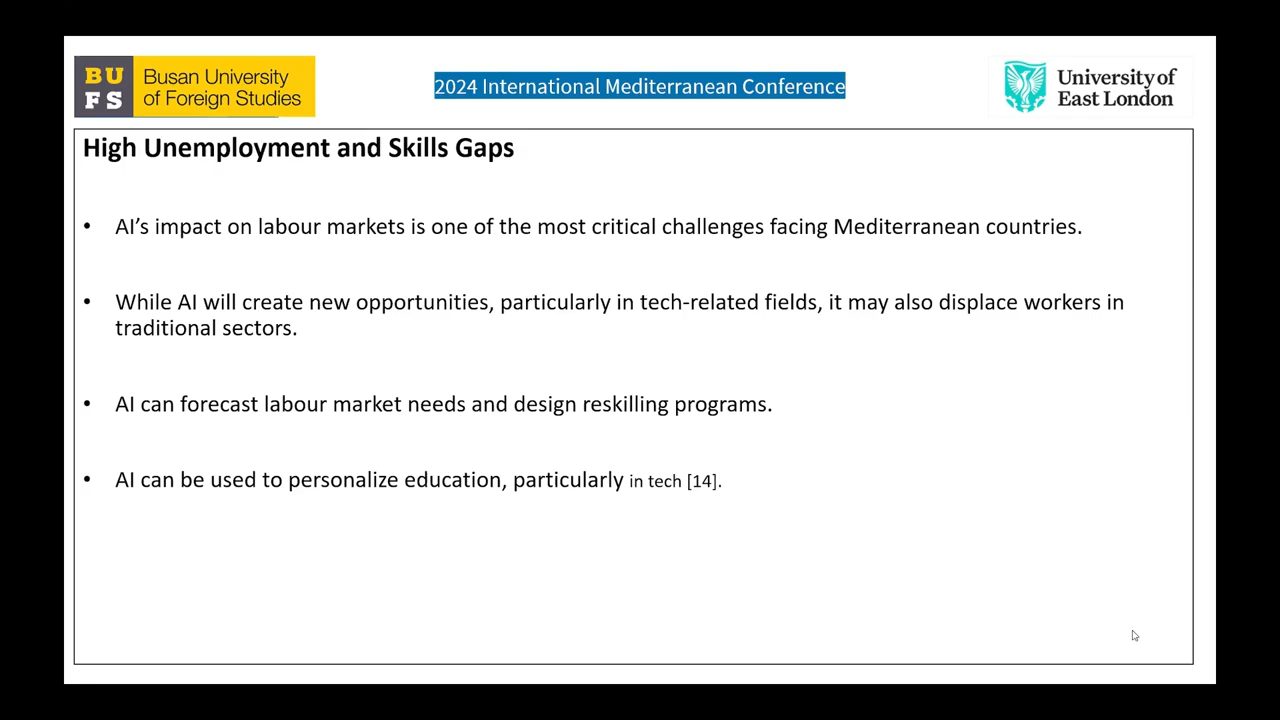 BU
FS
Busan University
of Foreign Studies
2024 International Mediterranean Conference
University of
East London
High Unemployment and Skills Gaps
• AI’s impact on labour markets is one of the most critical challenges facing Mediterranean countries.
• While AI will create new opportunities, particularly in tech-related fields, it may also displace workers in
traditional sectors.
• AI can forecast labour market needs and design reskilling programs.
• AI can be used to personalize education, particularly in tech [14].